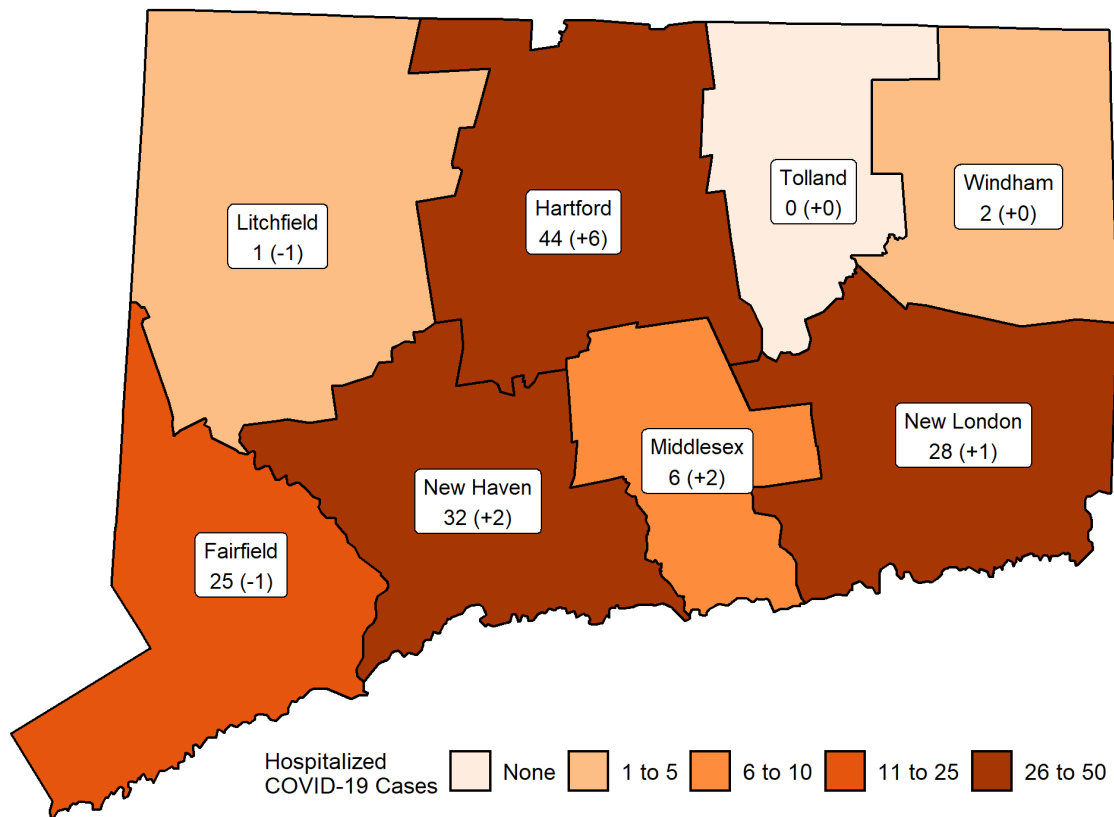 Tolland
0 (+0)
Windham
2 (+0)
Litchfield
1 (-1)
Hartford
44 (+6)
New London
28 (+1)
Middlesex
6 (+2)
New Haven
32 (+2)
Fairfield
25 (-1)
Hospitalized
COVID-19 Cases
None
1 to 5
6 to 10
11 to 25
26 to 50